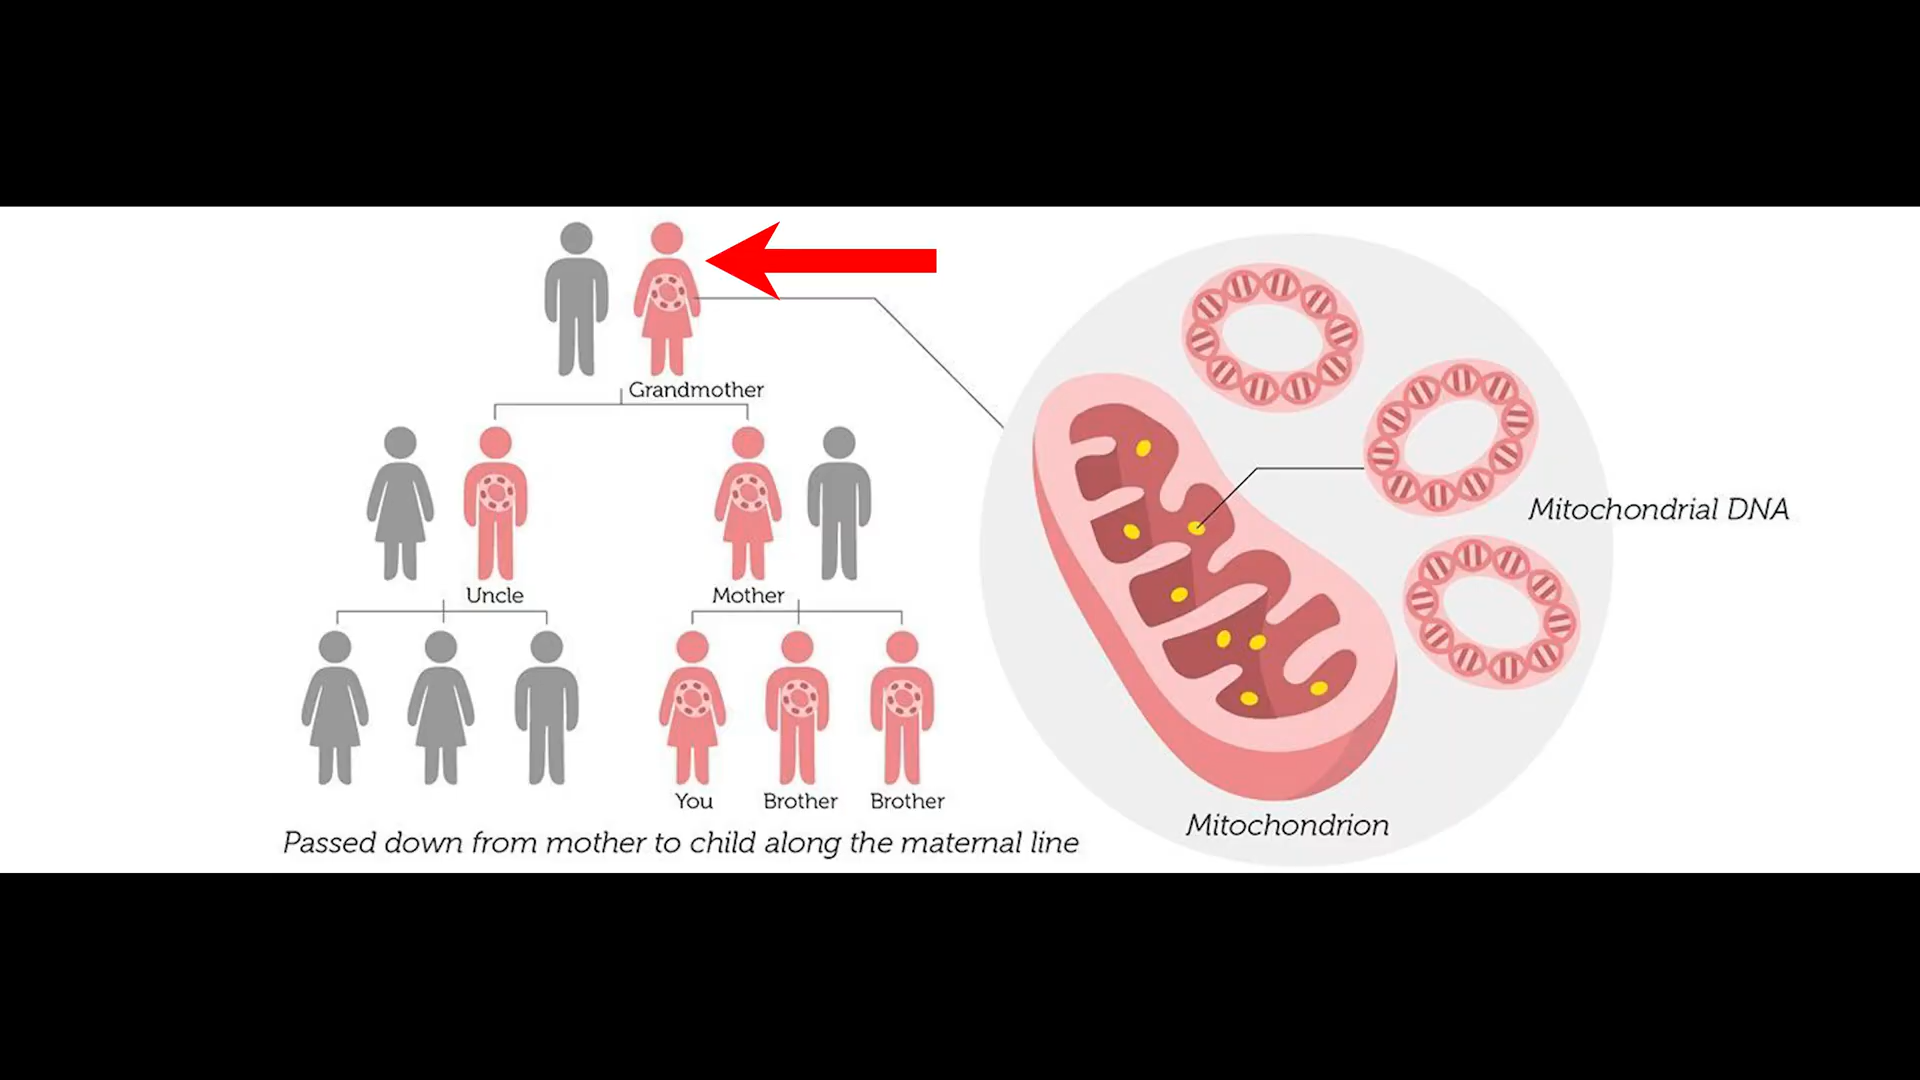 Grandmother
Uncle
Mother
Mitochondrial DNA
You
Brother
Brother
Mitochondrion
Passed down from mother to child along the maternal line